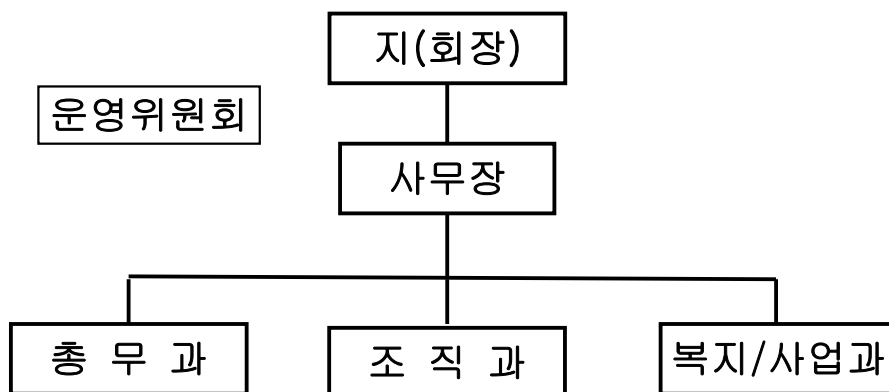 지(회장)
운영위원회
사무장
총 무 과
조 직 과
복지/사업과